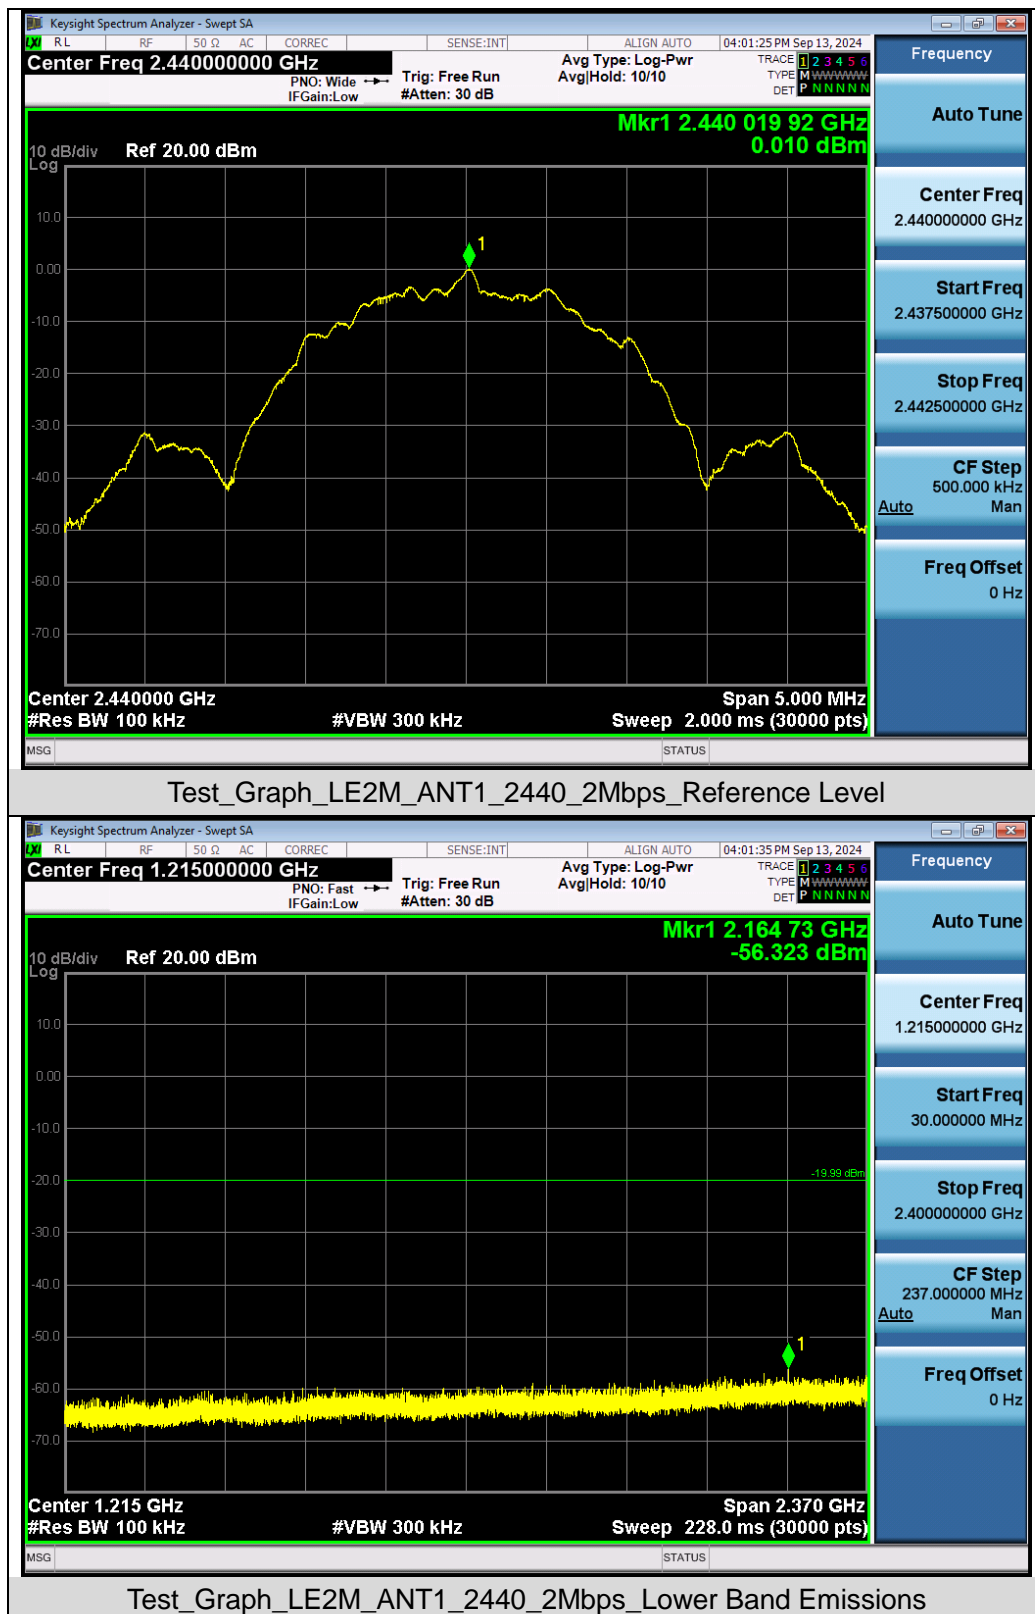 Keysight Spectrum Analyzer - Swept SA
LXI RL RF 50 Ω AC CORREC SENSE:INT ALIGN AUTO 04:01:25 PM Sep 13, 2024
Center Freq 2.440000000 GHz
PNO: Wide
IFGain:Low
Trig: Free Run
#Atten: 30 dB
Avg Type: Log-Pwr
Avg|Hold: 10/10
TRACE 1 2 3 4 5 6
TYPE M WWWWW
DET P N N N N N
Mkr1 2.440 019 92 GHz
0.010 dBm
10 dB/div Ref 20.00 dBm
Log
10.0
1
0.00
-10.0
-20.0
-30.0
-40.0
-50.0
-60.0
-70.0
Center 2.440000 GHz Span 5.000 MHz
#Res BW 100 kHz #VBW 300 kHz Sweep 2.000 ms (30000 pts)
MSG STATUS
Frequency
Auto Tune
Center Freq
2.440000000 GHz
Start Freq
2.437500000 GHz
Stop Freq
2.442500000 GHz
CF Step
500.000 kHz
Auto Man
Freq Offset
0 Hz
Test_Graph_LE2M_ANT1_2440_2Mbps_Reference Level
Keysight Spectrum Analyzer - Swept SA
LXI RL RF 50 Ω AC CORREC SENSE:INT ALIGN AUTO 04:01:35 PM Sep 13, 2024
Center Freq 1.215000000 GHz
PNO: Fast
IFGain:Low
Trig: Free Run
#Atten: 30 dB
Avg Type: Log-Pwr
Avg|Hold: 10/10
TRACE 1 2 3 4 5 6
TYPE M WWWWW
DET P N N N N N
Mkr1 2.164 73 GHz
-56.323 dBm
10 dB/div Ref 20.00 dBm
Log
10.0
0.00
-10.0
-19.99 dBm
-20.0
-30.0
-40.0
-50.0
1
-60.0
-70.0
Center 1.215 GHz Span 2.370 GHz
#Res BW 100 kHz #VBW 300 kHz Sweep 228.0 ms (30000 pts)
MSG STATUS
Frequency
Auto Tune
Center Freq
1.215000000 GHz
Start Freq
30.000000 MHz
Stop Freq
2.400000000 GHz
CF Step
237.000000 MHz
Auto Man
Freq Offset
0 Hz
Test_Graph_LE2M_ANT1_2440_2Mbps_Lower Band Emissions